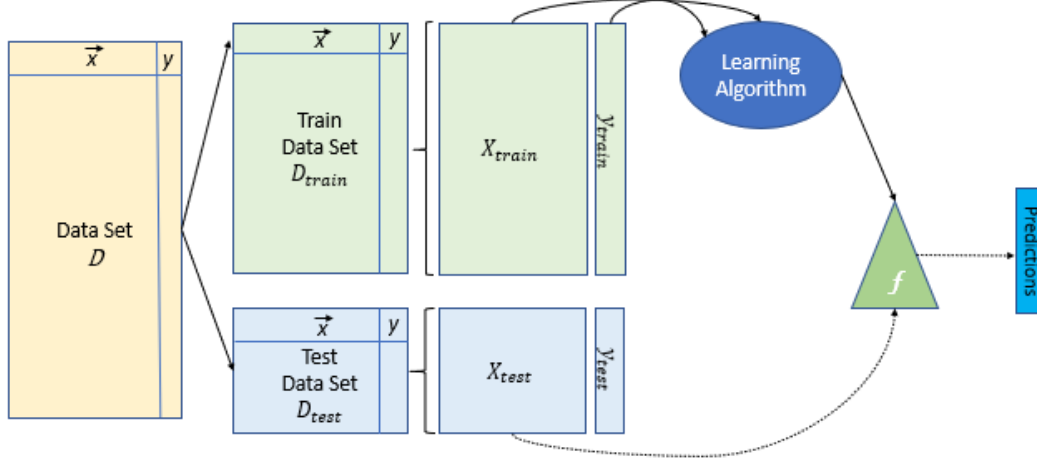 x⃗ y
Data Set
D
x⃗ y
Train
Data Set
D_train
x⃗ y
Test
Data Set
D_test
X_train
y_train
X_test
y_test
Learning
Algorithm
f
Predictions